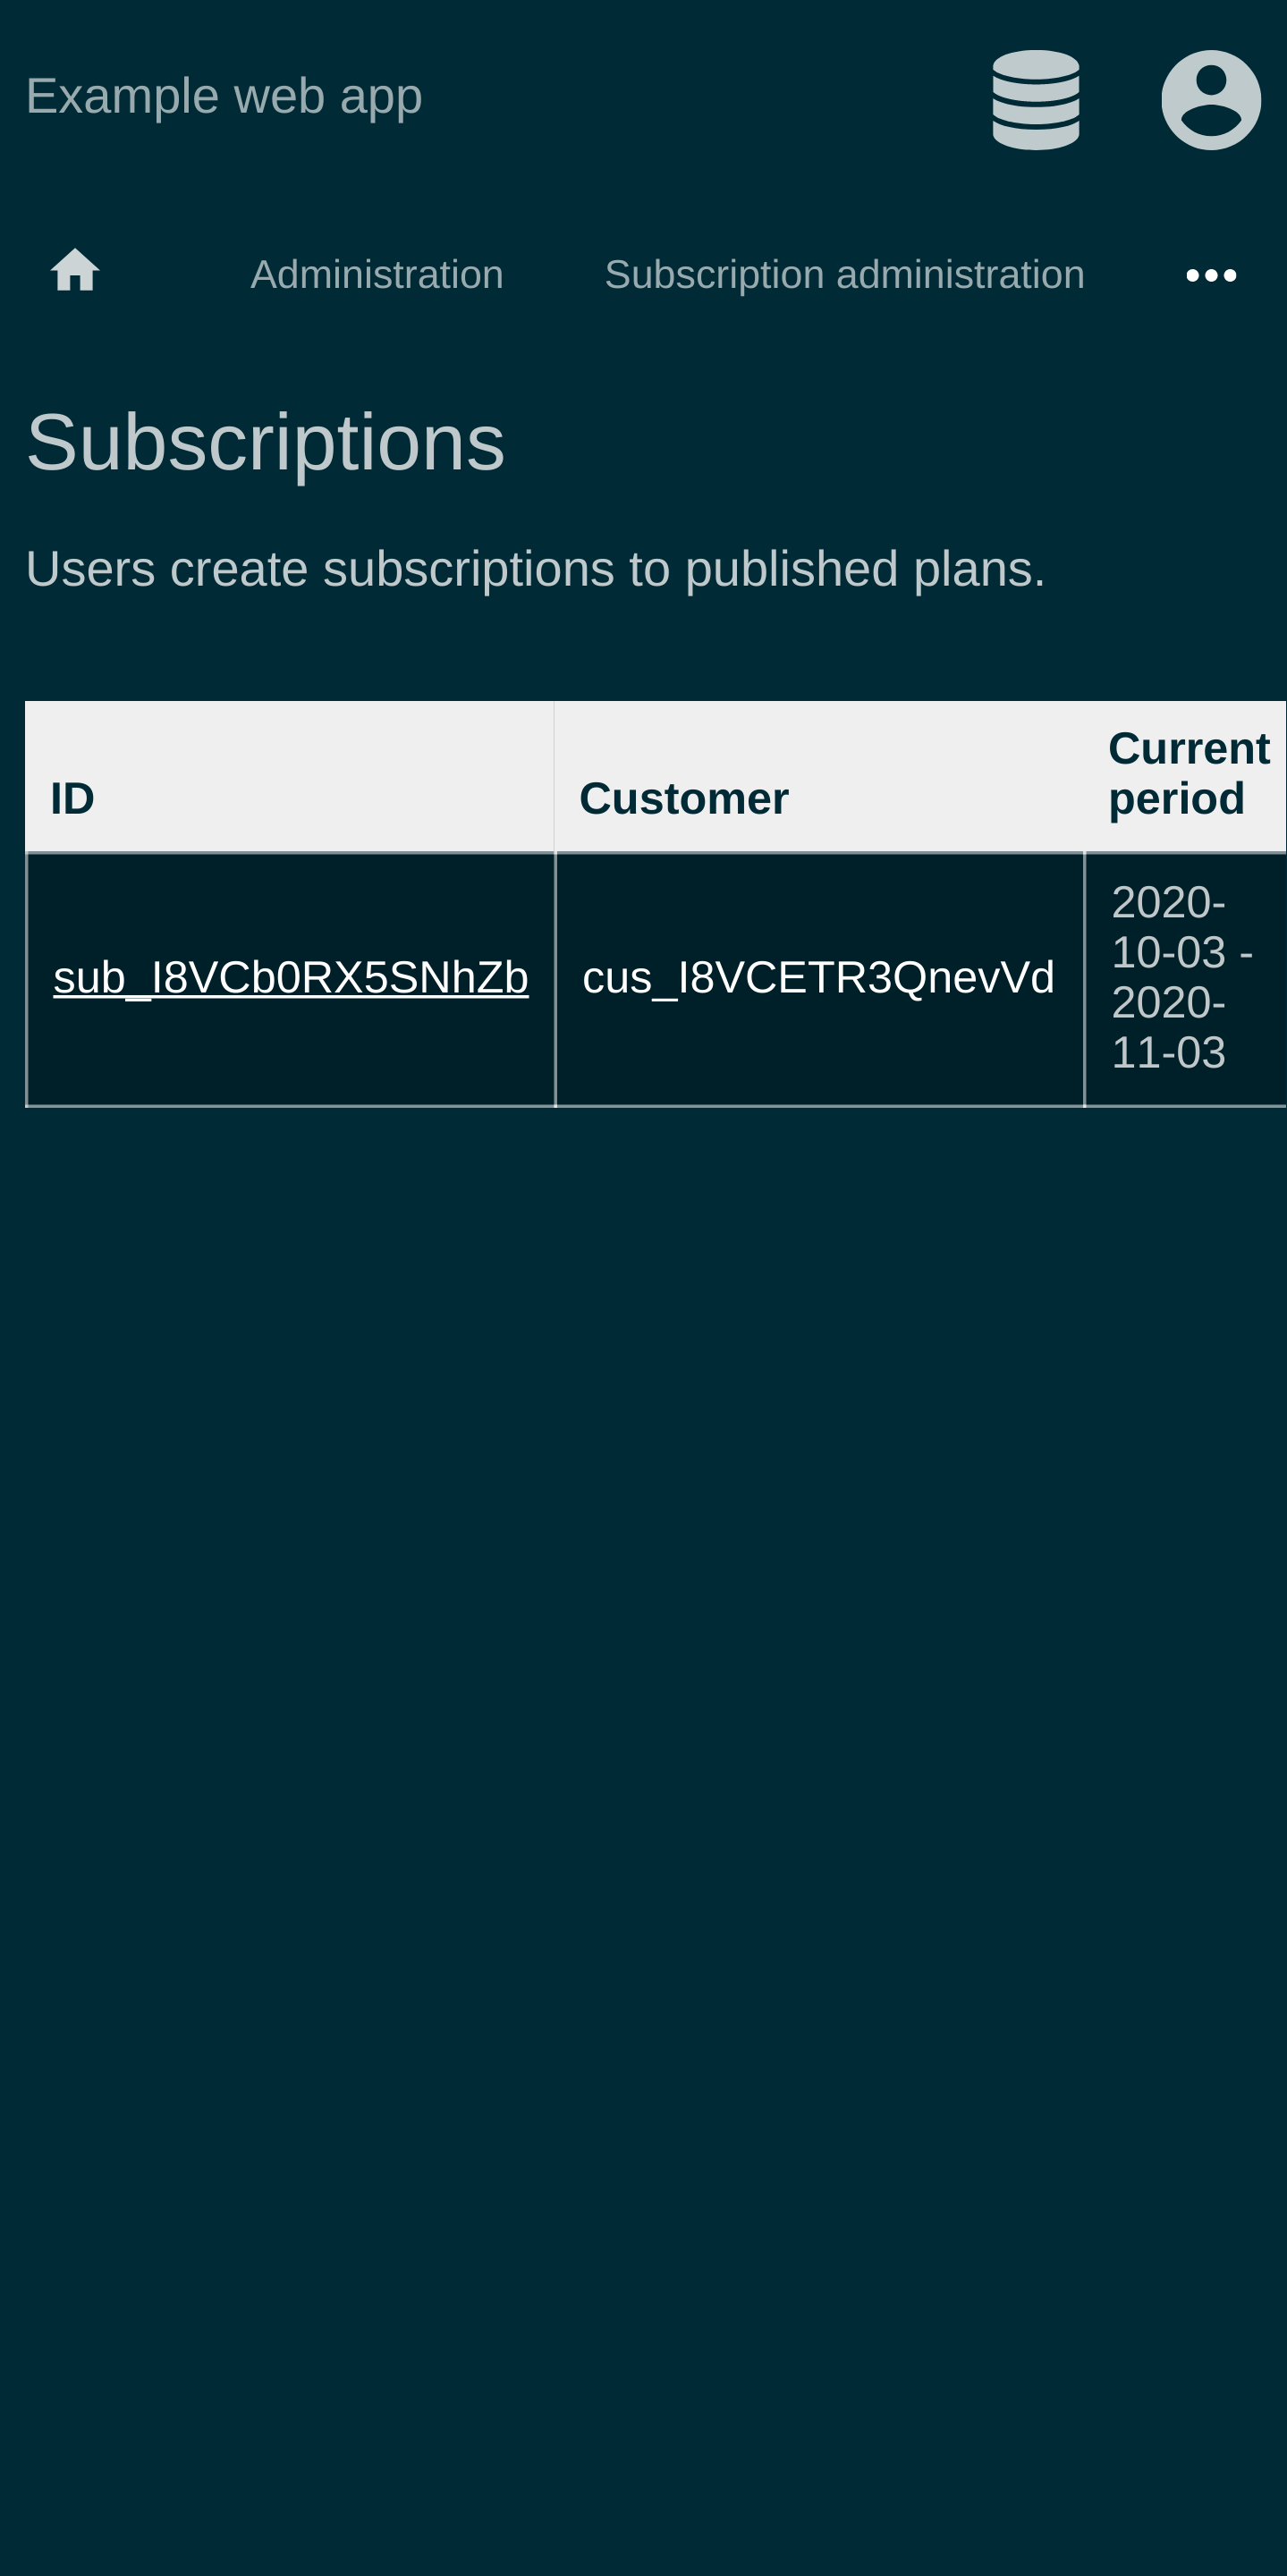 Example web app
Administration Subscription administration
Subscriptions
Users create subscriptions to published plans.
ID Customer Current period
sub_I8VCb0RX5SNhZb cus_I8VCETR3QnevVd 2020-
10-03 -
2020-
11-03